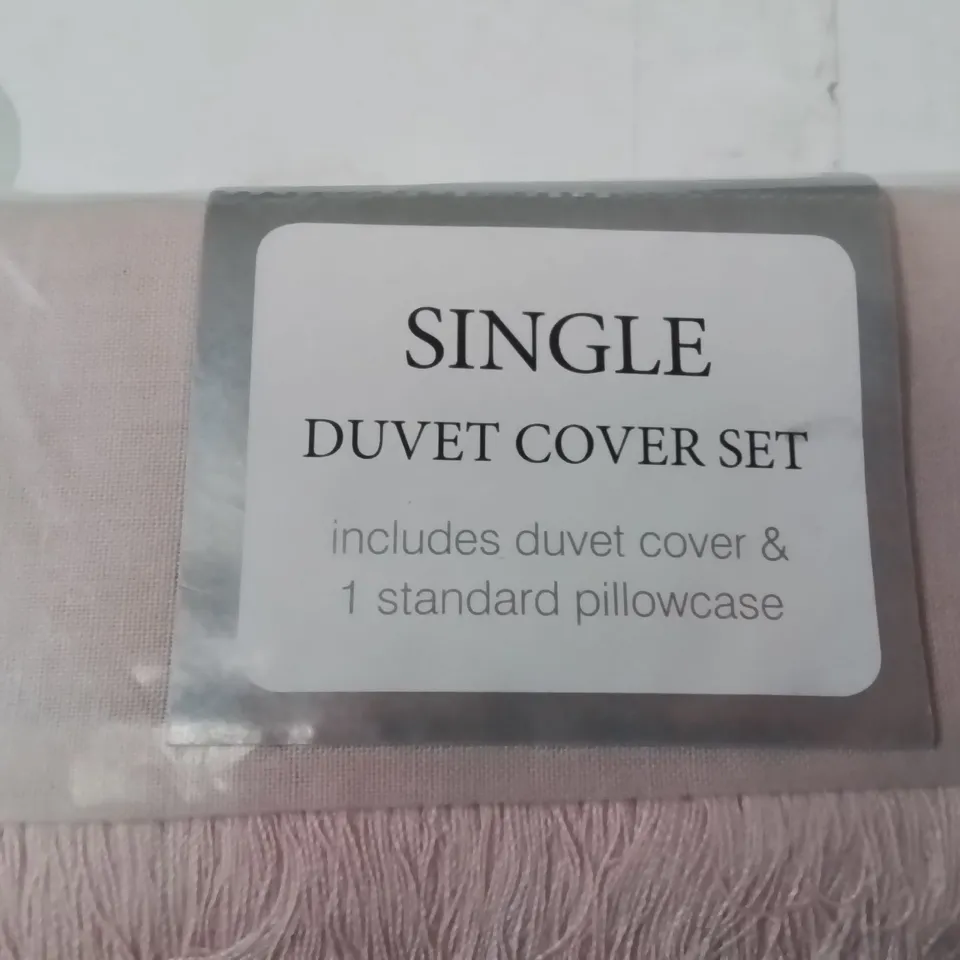 SINGLE
DUVET COVER SET
includes duvet cover &
1 standard pillowcase